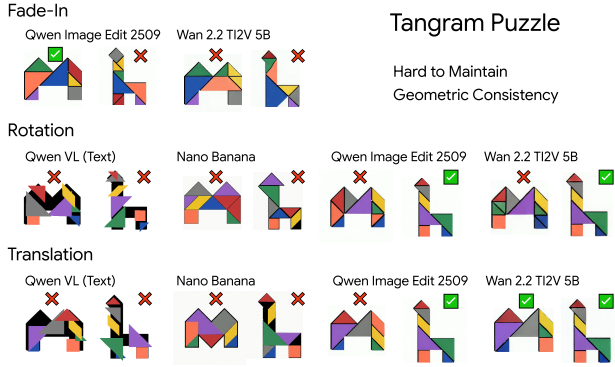 Fade-In
Tangram Puzzle
Qwen Image Edit 2509 Wan 2.2 TI2V 5B
Hard to Maintain
Geometric Consistency
Rotation
Qwen VL (Text) Nano Banana Qwen Image Edit 2509 Wan 2.2 TI2V 5B
Translation
Qwen VL (Text) Nano Banana Qwen Image Edit 2509 Wan 2.2 TI2V 5B